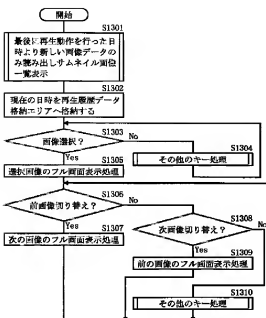 開始
S1301
最後に再生動作を行った日
時より新しい画像データの
み読み出しサムネイル画面
一覧表示
S1302
現在の日時を再生履歴データ
格納エリアへ格納する
S1303
画像選択?
No
Yes
S1304
その他のキー処理
S1305
選択画像のフル画面表示処理
S1306
前画像切り替え?
No
Yes
S1307
次の画像のフル画面表示処理
S1308
次画像切り替え?
No
Yes
S1309
前の画像のフル画面表示処理
S1310
その他のキー処理